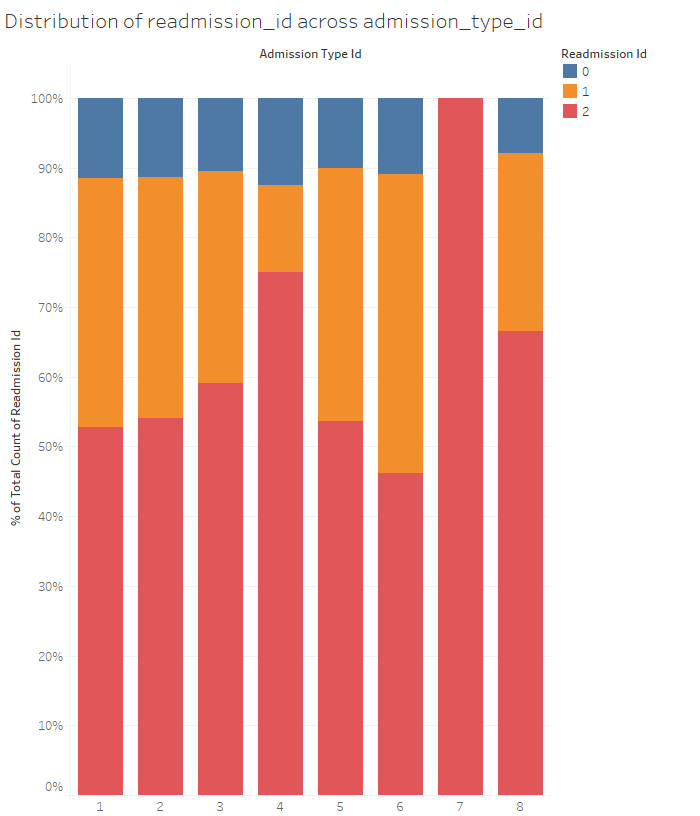 Distribution of readmission_id across admission_type_id
Admission Type Id
Readmission Id
0
1
2
100%
90%
80%
70%
60%
50%
40%
30%
20%
10%
0%
% of Total Count of Readmission Id
1 2 3 4 5 6 7 8